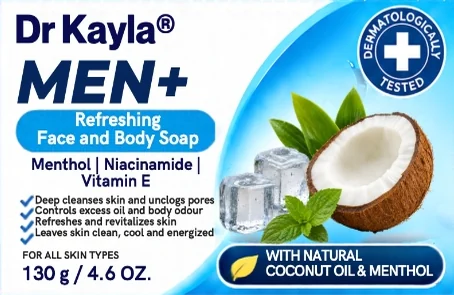 Dr Kayla®
MEN+
Refreshing
Face and Body Soap
Menthol | Niacinamide |
Vitamin E
Deep cleanses skin and unclogs pores
Controls excess oil and body odour
Refreshes and revitalizes skin
Leaves skin clean, cool and energized
FOR ALL SKIN TYPES
130 g / 4.6 OZ.
DERMATOLOGICALLY
TESTED
WITH NATURAL
COCONUT OIL & MENTHOL